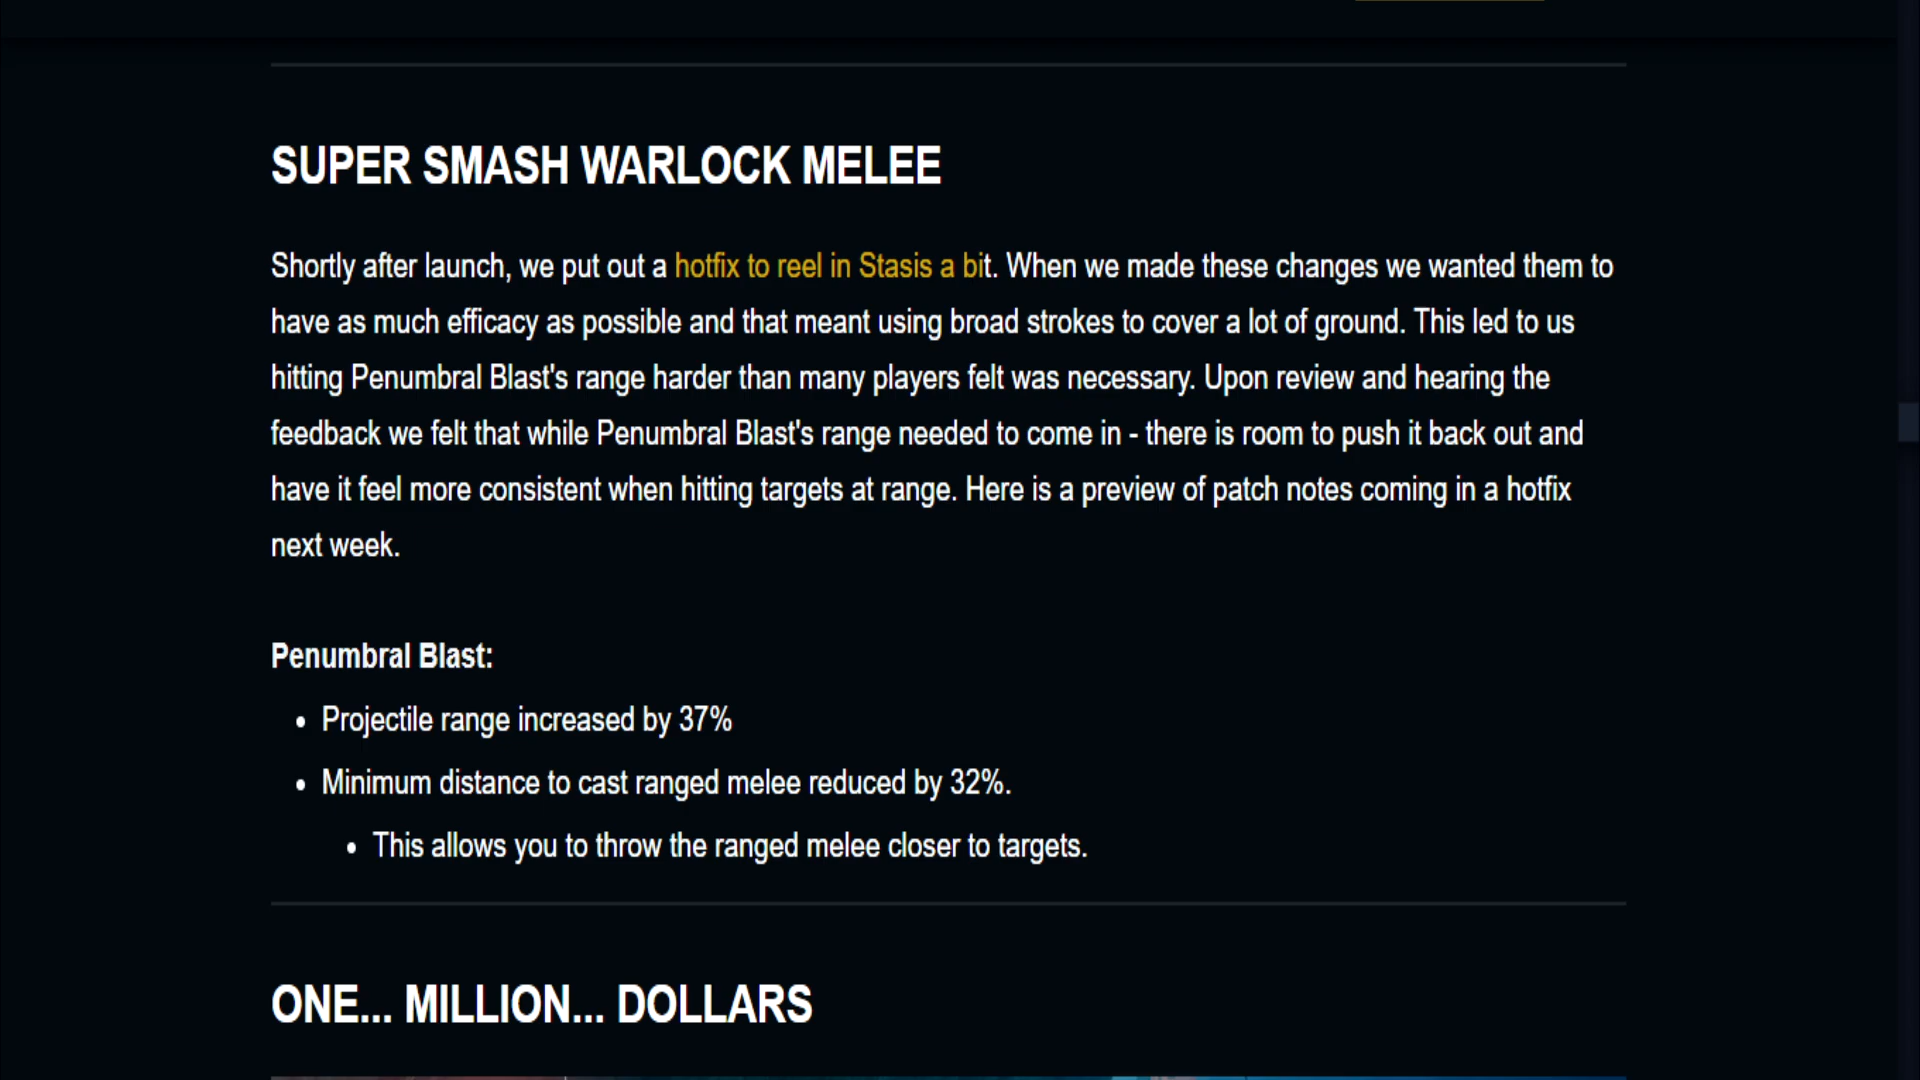 SUPER SMASH WARLOCK MELEE
Shortly after launch, we put out a hotfix to reel in Stasis a bit. When we made these changes we wanted them to
have as much efficacy as possible and that meant using broad strokes to cover a lot of ground. This led to us
hitting Penumbral Blast's range harder than many players felt was necessary. Upon review and hearing the
feedback we felt that while Penumbral Blast's range needed to come in - there is room to push it back out and
have it feel more consistent when hitting targets at range. Here is a preview of patch notes coming in a hotfix
next week.
Penumbral Blast:
• Projectile range increased by 37%
• Minimum distance to cast ranged melee reduced by 32%.
• This allows you to throw the ranged melee closer to targets.
ONE... MILLION... DOLLARS